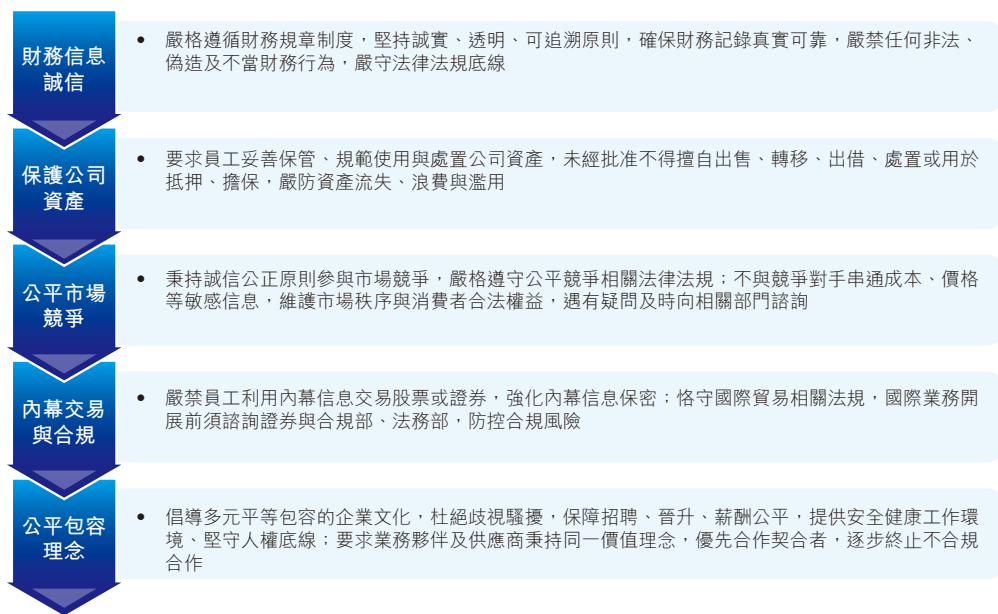 財務信息
誠信
• 嚴格遵循財務規章制度，堅持誠實、透明、可追溯原則，確保財務記錄真實可靠，嚴禁任何非法、
偽造及不當財務行為，嚴守法律法規底線
保護公司
資產
• 要求員工妥善保管、規範使用與處置公司資產，未經批准不得擅自出售、轉移、出借、處置或用於
抵押、擔保，嚴防資產流失、浪費與濫用
公平市場
競爭
• 秉持誠信公正原則參與市場競爭，嚴格遵守公平競爭相關法律法規；不與競爭對手串通成本、價格
等敏感信息，維護市場秩序與消費者合法權益，遇有疑問及時向相關部門諮詢
內幕交易
與合規
• 嚴禁員工利用內幕信息交易股票或證券，強化內幕信息保密；恪守國際貿易相關法規，國際業務開
展前須諮詢證券與合規部、法務部，防控合規風險
公平包容
理念
• 倡導多元平等包容的企業文化，杜絕歧視騷擾，保障招聘、晉升、薪酬公平，提供安全健康工作環
境、堅守人權底線；要求業務夥伴及供應商秉持同一價值理念，優先合作契合者，逐步終止不合規
合作